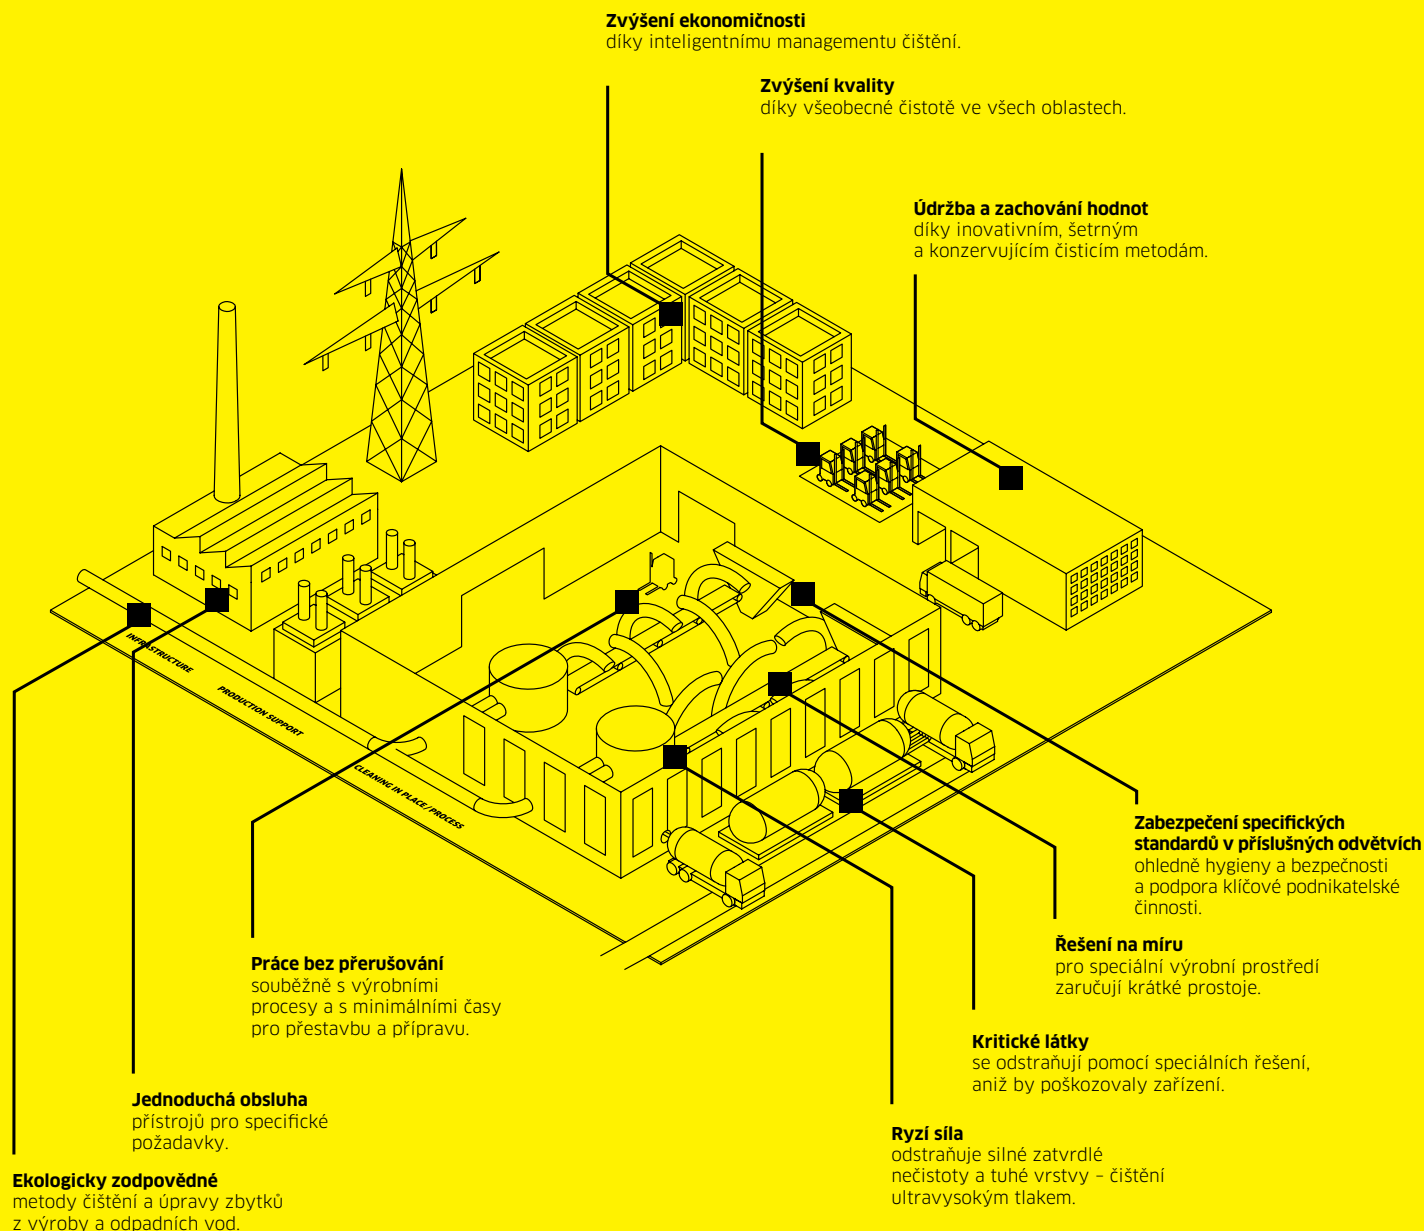 Zvýšení ekonomičnosti
díky inteligentnímu managementu čištění.
Zvýšení kvality
díky všeobecné čistotě ve všech oblastech.
Údržba a zachování hodnot
díky inovativním, šetrným
a konzervujícím čisticím metodám.
INFRASTRUCTURE
PRODUCTION SUPPORT
CLEANING IN PLACE/PROCESS
Zabezpečení specifických
standardů v příslušných odvětvích
ohledně hygieny a bezpečnosti
a podpora klíčové podnikatelské
činnosti.
Řešení na míru
pro speciální výrobní prostředí
zaručují krátké prostoje.
Práce bez přerušování
souběžně s výrobními
procesy a s minimálními časy
pro přestavbu a přípravu.
Kritické látky
se odstraňují pomocí speciálních řešení,
aniž by poškozovaly zařízení.
Jednoduchá obsluha
přístrojů pro specifické
požadavky.
Ryzí síla
odstraňuje silné zatvrdlé
nečistoty a tuhé vrstvy – čištění
ultravysokým tlakem.
Ekologicky zodpovědné
metody čištění a úpravy zbytků
z výroby a odpadních vod.